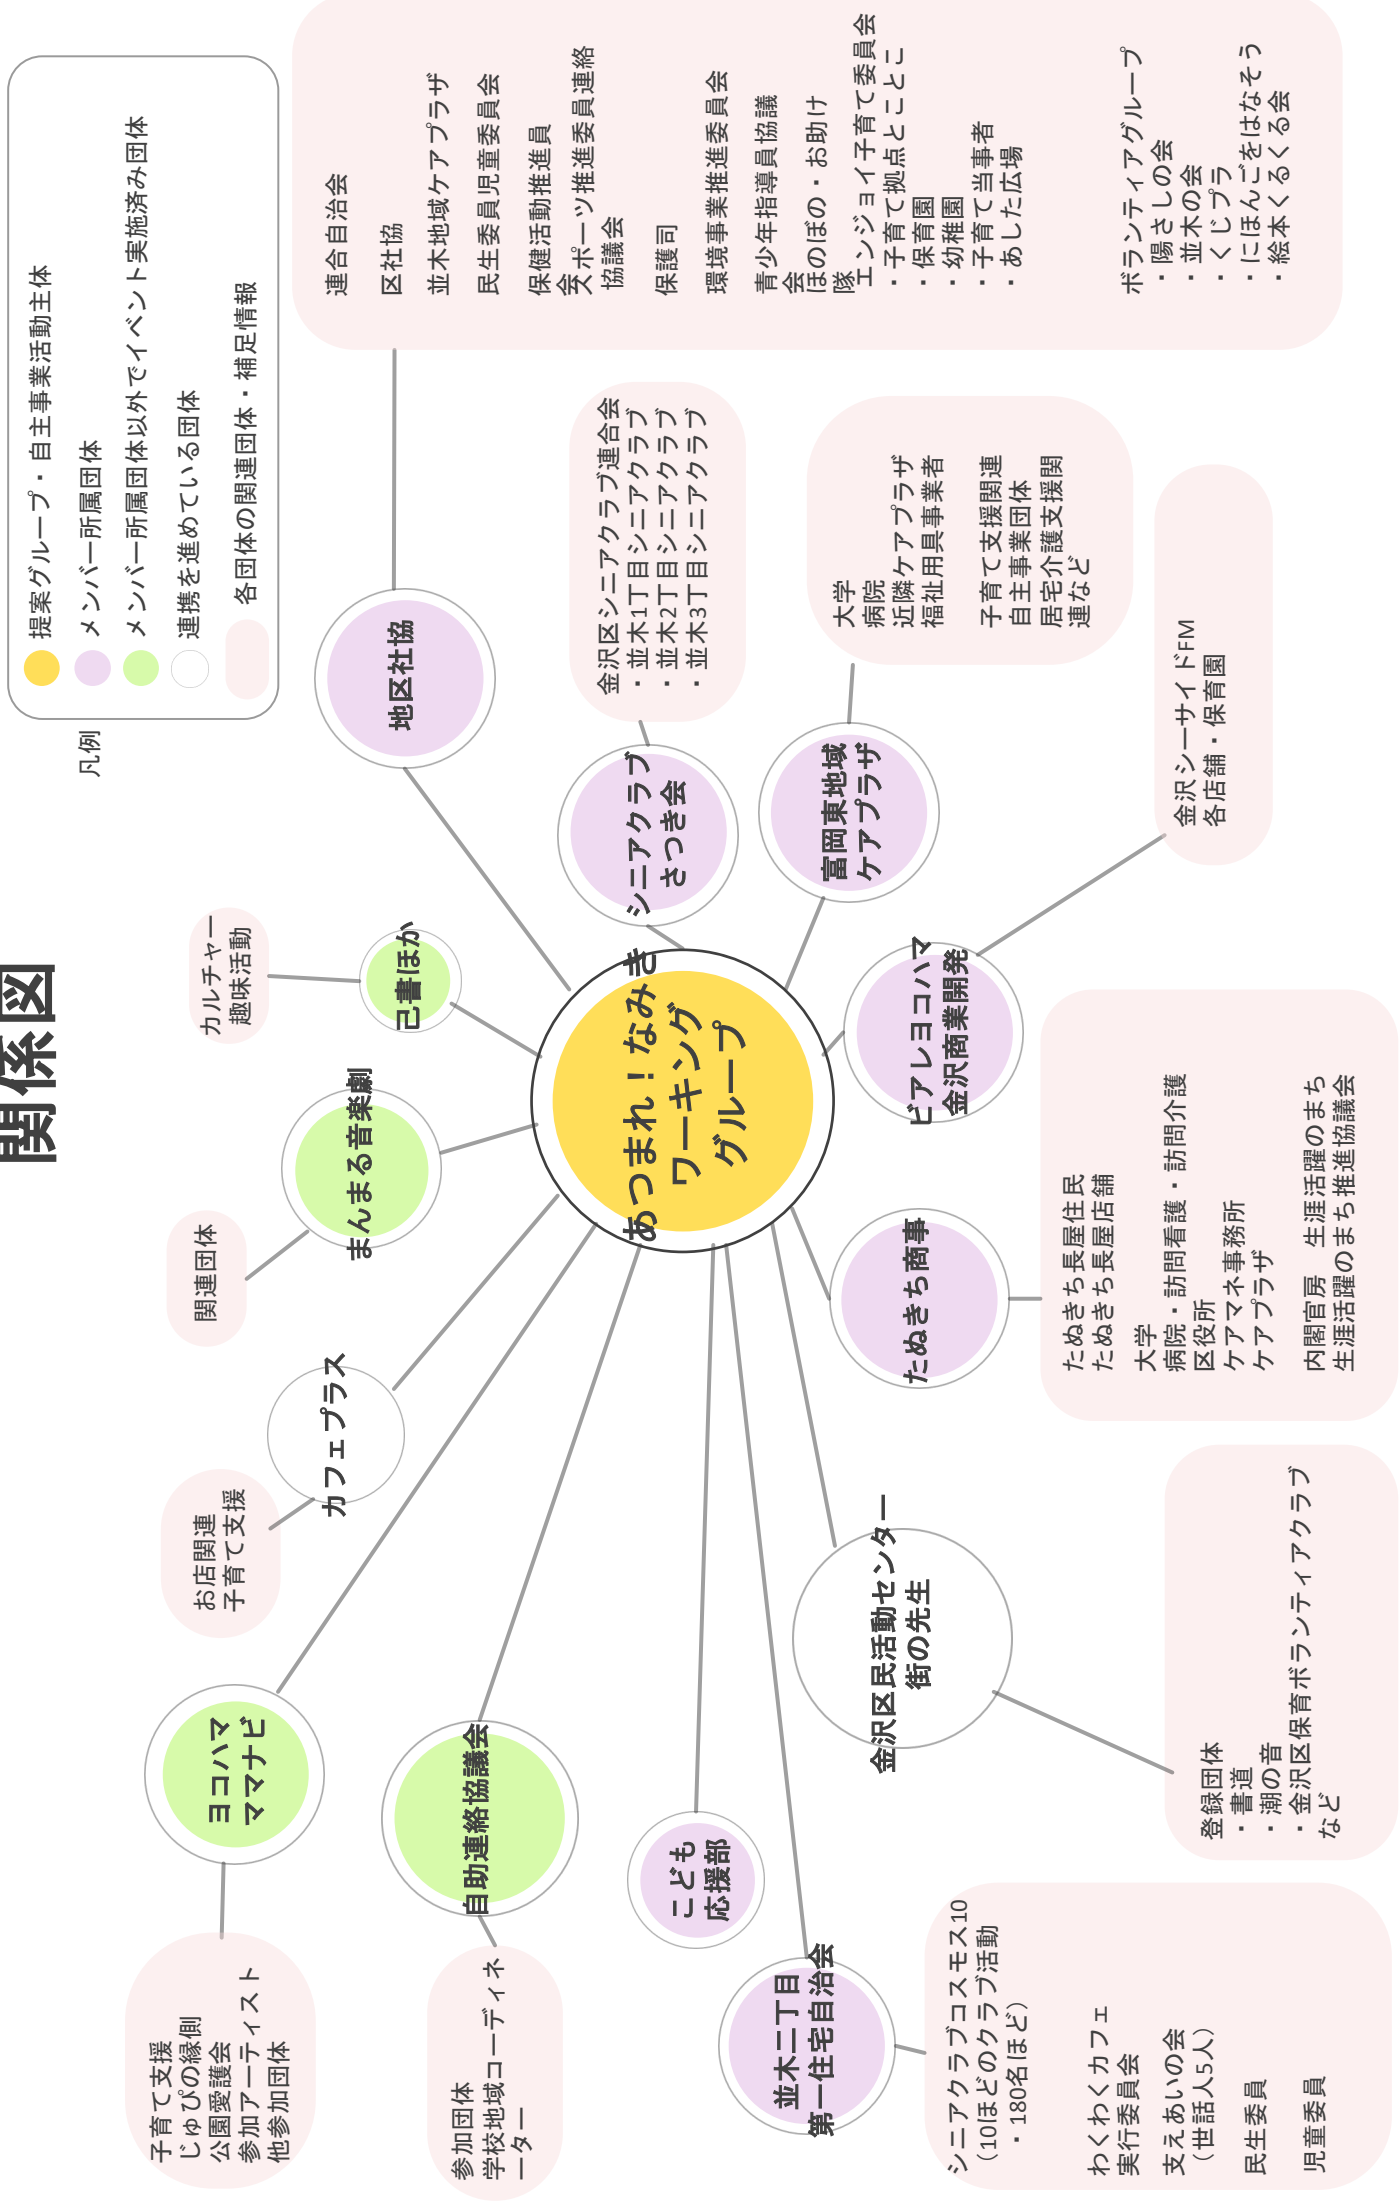 関係図
凡例
提案グループ・自主事業活動主体
メンバー所属団体
メンバー所属団体以外でイベント実施済み団体
連携を進めている団体
各団体の関連団体・補足情報
あつまれ！なみき
ワーキング
グループ
地区社協
連合自治会
区社協
並木地域ケアプラザ
民生委員児童委員会
保健活動推進員
会
スポーツ推進委員連絡
協議会
保護司
環境事業推進委員会
青少年指導員協議
会
ほのぼの・お助け
隊
エンジョイ子育て委員会
・子育て拠点とことこ
・保育園
・幼稚園
・子育て当事者
・あした広場
ボランティアグループ
・陽さしの会
・並木の会
・くじプラ
・にほんごをはなそう
・絵本くるくる会
シニアクラブ
さつき会
金沢区シニアクラブ連合会
・並木1丁目シニアクラブ
・並木2丁目シニアクラブ
・並木3丁目シニアクラブ
富岡東地域
ケアプラザ
大学
病院
近隣ケアプラザ
福祉用具事業者
子育て支援関連
自主事業団体
居宅介護支援関
連など
ビアレヨコハマ
金沢商業開発
金沢シーサイドFM
各店舗・保育園
たぬきち商事
たぬきち長屋住民
たぬきち長屋店舗
大学
病院・訪問看護・訪問介護
区役所
ケアマネ事務所
ケアプラザ
内閣官房　生涯活躍のまち
生涯活躍のまち推進協議会
金沢区民活動センター
街の先生
登録団体
・書道
・潮の音
・金沢区保育ボランティアクラブ
など
並木二丁目
第一住宅自治会
シニアクラブコスモス10
（10ほどのクラブ活動
・180名ほど）
わくわくカフェ
実行委員会
支えあいの会
（世話人5人）
民生委員
児童委員
こども
応援部
自助連絡協議会
参加団体
学校地域コーディネ
ーター
ヨコハマ
ママナビ
子育て支援
じゅぴの縁側
公園愛護会
参加アーティスト
他参加団体
カフェプラス
お店関連
子育て支援
まんまる音楽劇
関連団体
己書ほか
カルチャー
趣味活動